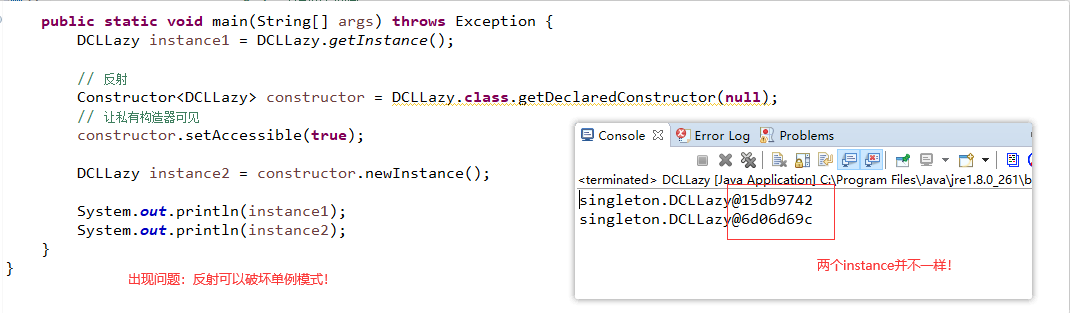 public static void main(String[] args) throws Exception {
DCLLazy instance1 = DCLLazy.getInstance();
// 反射
Constructor<DCLLazy> constructor = DCLLazy.class.getDeclaredConstructor(null);
// 让私有构造器可见
constructor.setAccessible(true);
DCLLazy instance2 = constructor.newInstance();
System.out.println(instance1);
System.out.println(instance2);
}
}
出现问题：反射可以破坏单例模式！
Console
Error Log
Problems
<terminated> DCLLazy [Java Application] C:\Program Files\Java\jre1.8.0_261\b
singleton.DCLLazy@15db9742
singleton.DCLLazy@6d06d69c
两个instance并不一样！